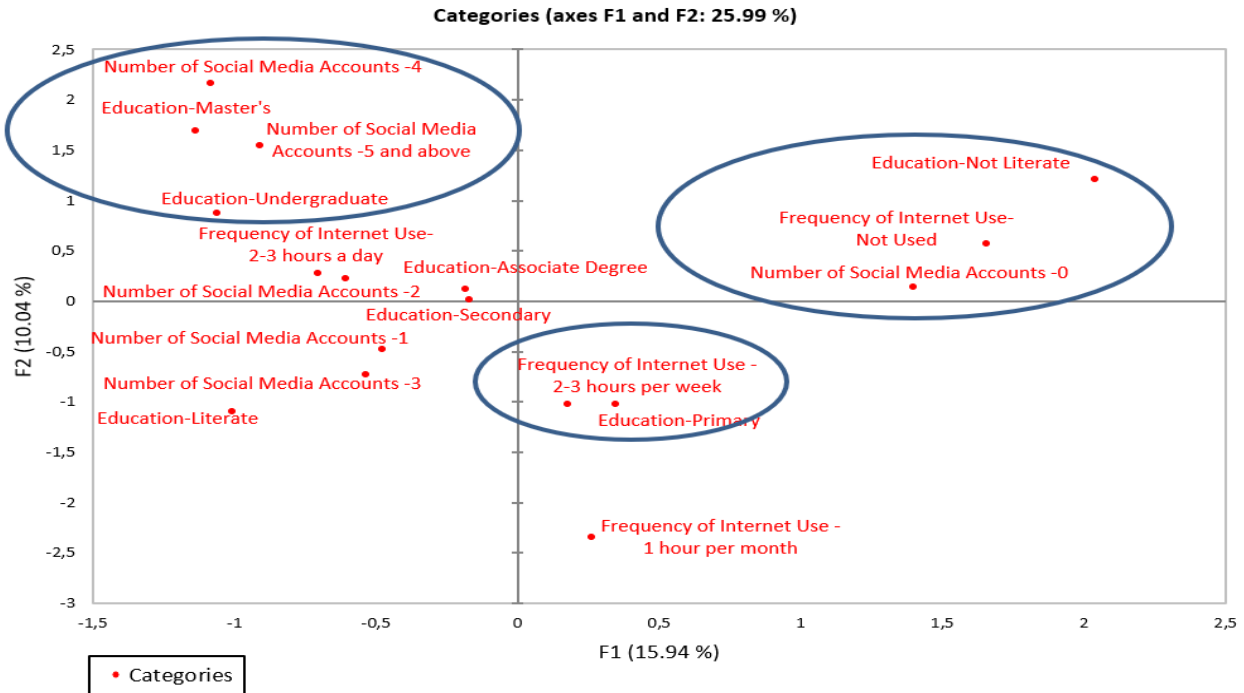 Categories (axes F1 and F2: 25.99 %)
2,5
2
1,5
1
0,5
0
-0,5
-1
-1,5
-2
-2,5
-3
F2 (10.04 %)
Number of Social Media Accounts -4
Education-Master's
Number of Social Media
Accounts -5 and above
Education-Undergraduate
Frequency of Internet Use-
2-3 hours a day
Number of Social Media Accounts -2
Education-Associate Degree
Education-Secondary
Number of Social Media Accounts -1
Number of Social Media Accounts -3
Education-Literate
Education-Not Literate
Frequency of Internet Use-
Not Used
Number of Social Media Accounts -0
Frequency of Internet Use -
2-3 hours per week
Education-Primary
Frequency of Internet Use -
1 hour per month
-1,5
-1
-0,5
0
0,5
1
1,5
2
2,5
F1 (15.94 %)
Categories